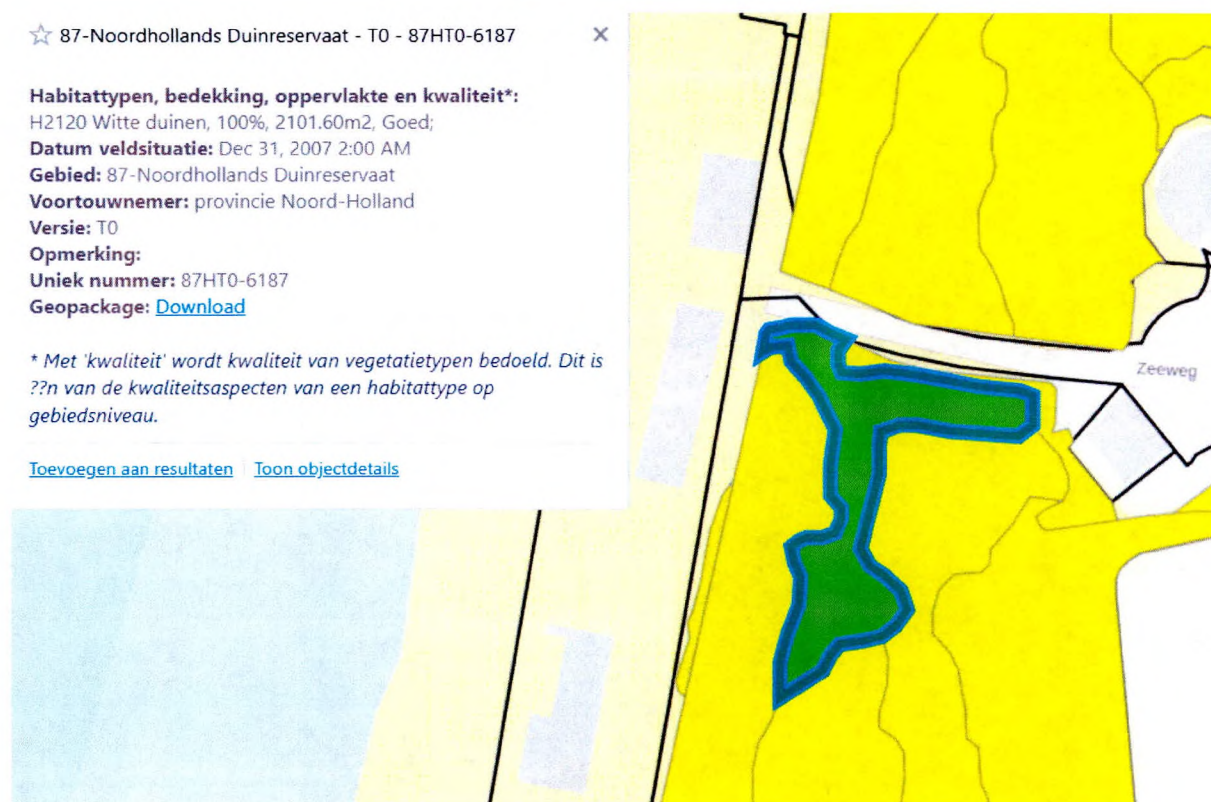 ☆ 87-Noordhollands Duinreservaat - T0 - 87HT0-6187 ×
Habitattypen, bedekking, oppervlakte en kwaliteit*:
H2120 Witte duinen, 100%, 2101.60m2, Goed;
Datum veldsituatie: Dec 31, 2007 2:00 AM
Gebied: 87-Noordhollands Duinreservaat
Voortouwnemer: provincie Noord-Holland
Versie: T0
Opmerking:
Uniek nummer: 87HT0-6187
Geopackage: Download
* Met 'kwaliteit' wordt kwaliteit van vegetatietypen bedoeld. Dit is
??n van de kwaliteitsaspecten van een habitattype op
gebiedsniveau.
Toevoegen aan resultaten | Toon objectdetails
Zeeweg